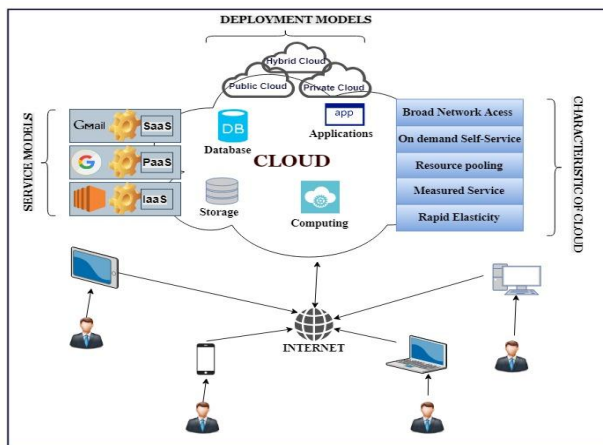 DEPLOYMENT MODELS
Hybrid Cloud
Public Cloud
Private Cloud
SERVICE MODELS
Gmail
SaaS
G
PaaS
IaaS
DB
Database
app
Applications
CLOUD
Storage
Computing
Broad Network Acess
On demand Self-Service
Resource pooling
Measured Service
Rapid Elasticity
CHARACTERISTIC OF CLOUD
INTERNET